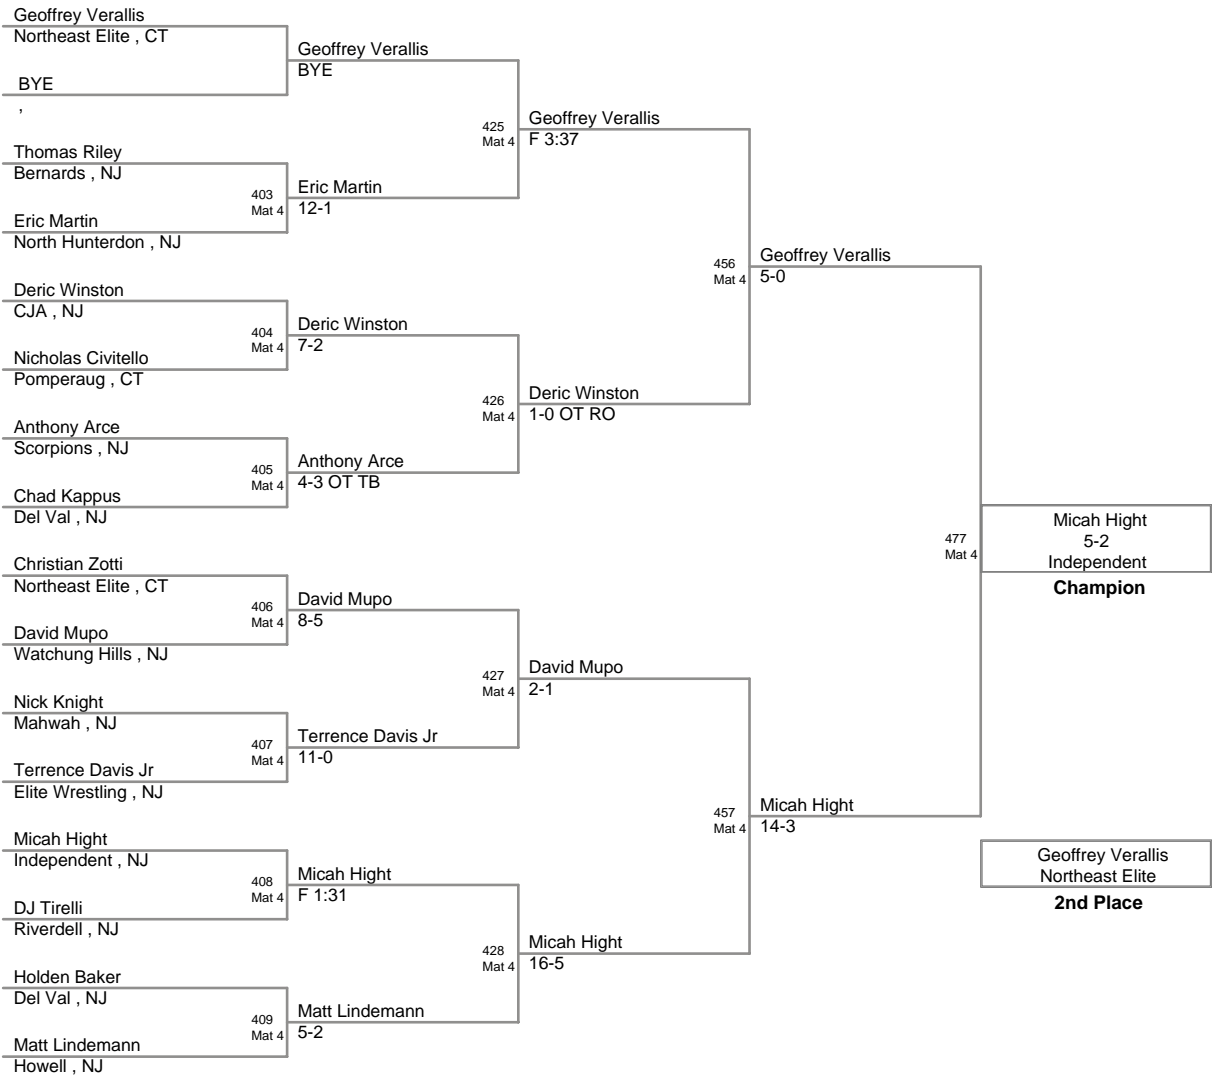 Geoffrey Verallis
Northeast Elite , CT
BYE
,
Thomas Riley
Bernards , NJ
Eric Martin
North Hunterdon , NJ
Deric Winston
CJA , NJ
Nicholas Civitello
Pomperaug , CT
Anthony Arce
Scorpions , NJ
Chad Kappus
Del Val , NJ
Christian Zotti
Northeast Elite , CT
David Mupo
Watchung Hills , NJ
Nick Knight
Mahwah , NJ
Terrence Davis Jr
Elite Wrestling , NJ
Micah Hight
Independent , NJ
DJ Tirelli
Riverdell , NJ
Holden Baker
Del Val , NJ
Matt Lindemann
Howell , NJ
Geoffrey Verallis
BYE
403
Mat 4
Eric Martin
12-1
404
Mat 4
Deric Winston
7-2
405
Mat 4
Anthony Arce
4-3 OT TB
406
Mat 4
David Mupo
8-5
407
Mat 4
Terrence Davis Jr
11-0
408
Mat 4
Micah Hight
F 1:31
409
Mat 4
Matt Lindemann
5-2
425
Mat 4
Geoffrey Verallis
F 3:37
426
Mat 4
Deric Winston
1-0 OT RO
427
Mat 4
David Mupo
2-1
428
Mat 4
Micah Hight
16-5
456
Mat 4
Geoffrey Verallis
5-0
457
Mat 4
Micah Hight
14-3
477
Mat 4
Micah Hight
5-2
Independent
Champion
Geoffrey Verallis
Northeast Elite
2nd Place